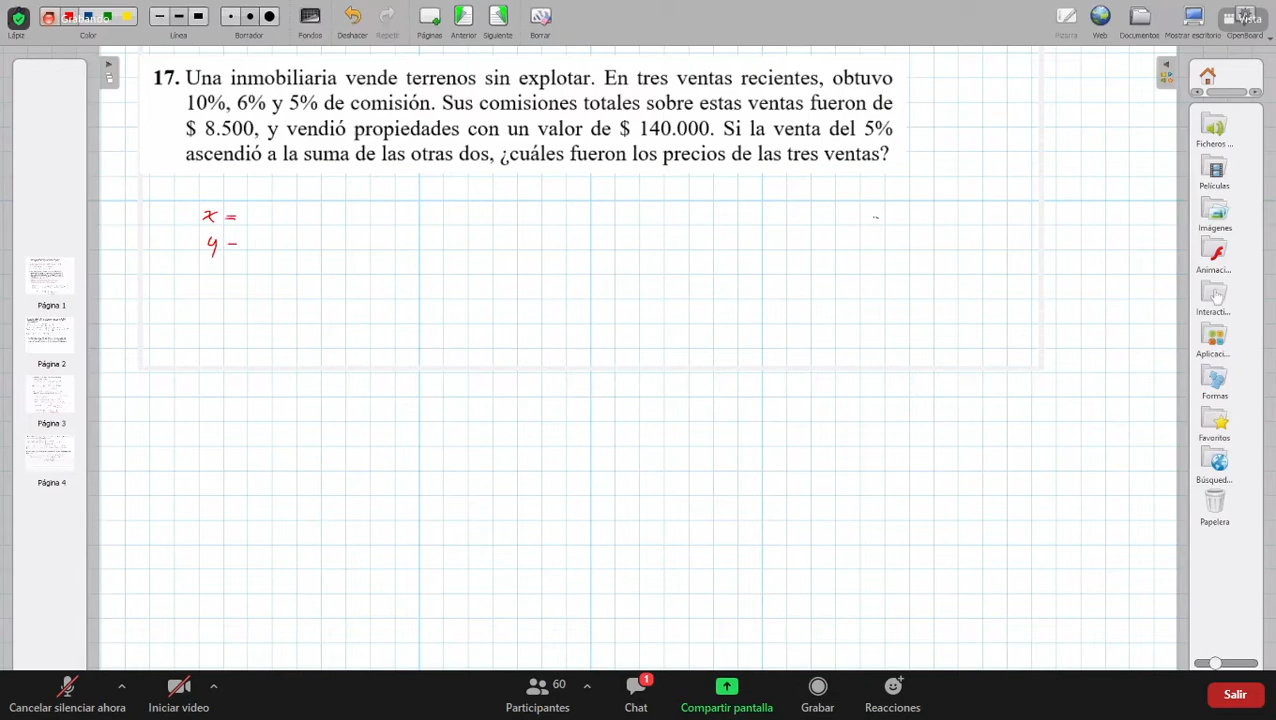 Grabando
Vista
Lápiz
Color
Línea
Borrador
Fondos
Deshacer
Repetir
Páginas
Anterior
Siguiente
Borrar
Pizarra
Web
Documentos
Mostrar escritorio
OpenBoard
17. Una inmobiliaria vende terrenos sin explotar. En tres ventas recientes, obtuvo
10%, 6% y 5% de comisión. Sus comisiones totales sobre estas ventas fueron de
$ 8.500, y vendió propiedades con un valor de $ 140.000. Si la venta del 5%
ascendió a la suma de las otras dos, ¿cuáles fueron los precios de las tres ventas?
x =
y -
Página 1
Página 2
Página 3
Página 4
Ficheros ...
Películas
Imágenes
Animaci...
Interacti...
Aplicaci...
Formas
Favoritos
Búsqued...
Papelera
Cancelar silenciar ahora
Iniciar video
60
Participantes
1
Chat
Compartir pantalla
Grabar
Reacciones
Salir